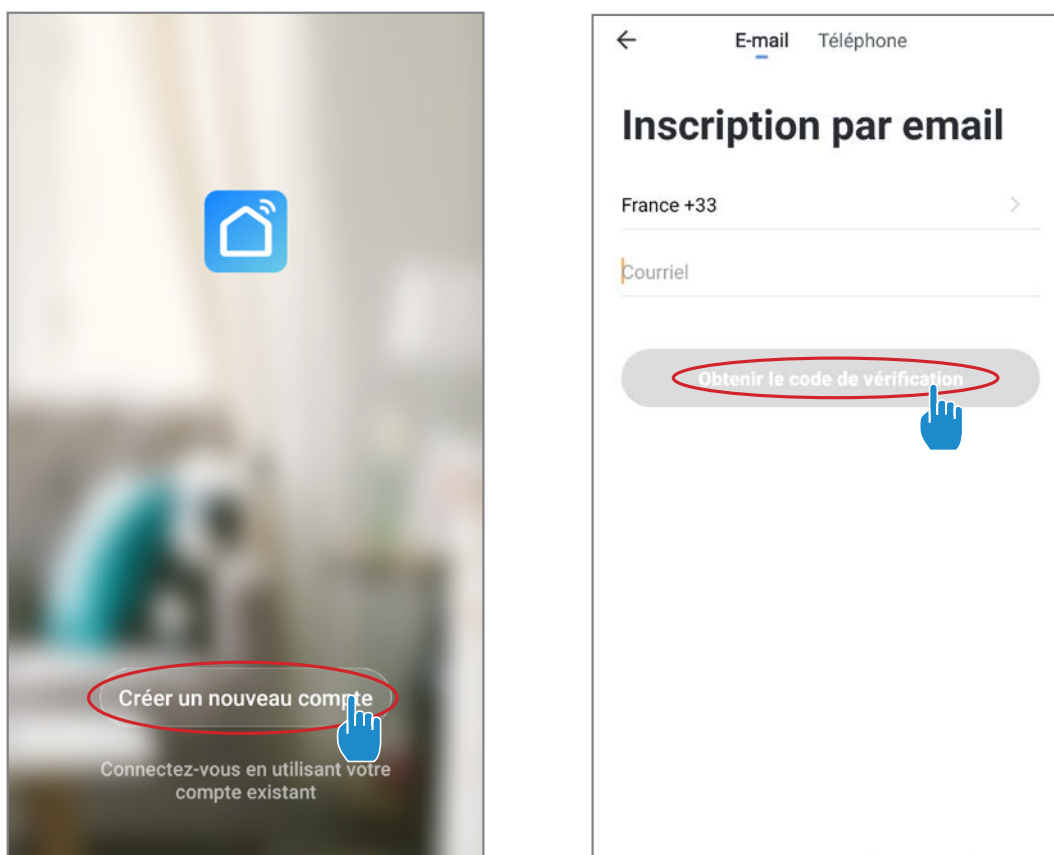 Créer un nouveau compte
Connectez-vous en utilisant votre
compte existant
E-mail Téléphone
Inscription par email
France +33
Courriel
Obtenir le code de vérification